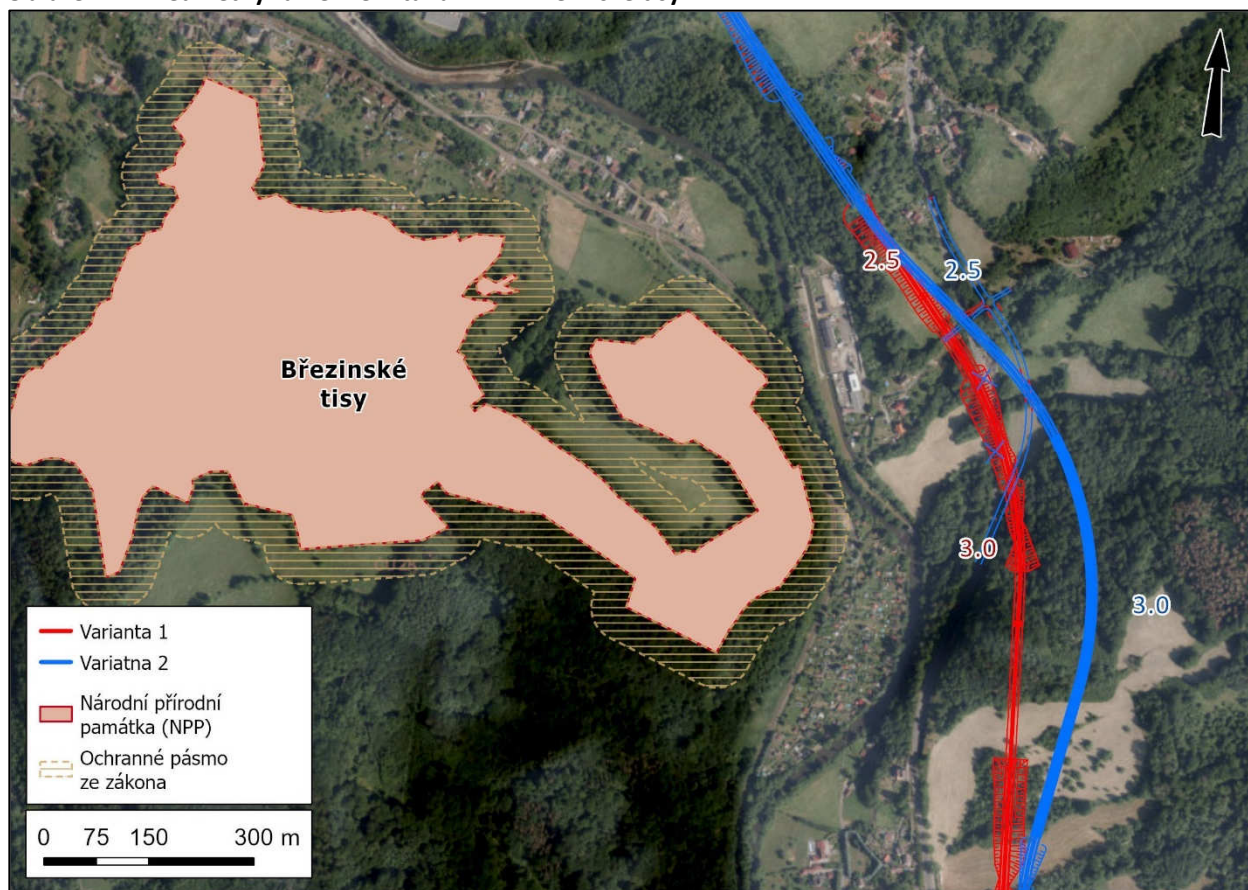 2.5
2.5
Březinské
tisy
3.0
3.0
Varianta 1
Variatna 2
Národní přírodní
památka (NPP)
Ochranné pásmo
ze zákona
0 75 150 300 m